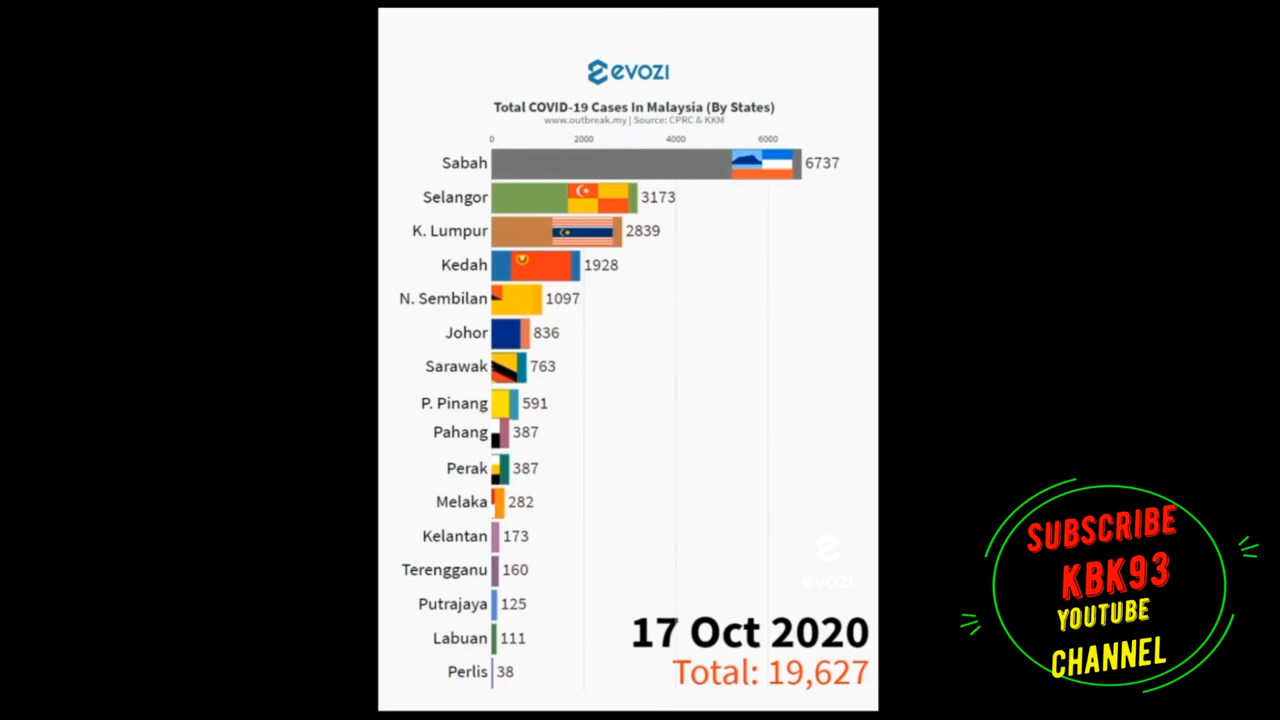 evozi
Total COVID-19 Cases In Malaysia (By States)
www.outbreak.my | Source: CPRC & KKM
0 2000 4000 6000
Sabah 6737
Selangor 3173
K. Lumpur 2839
Kedah 1928
N. Sembilan 1097
Johor 836
Sarawak 763
P. Pinang 591
Pahang 387
Perak 387
Melaka 282
Kelantan 173
Terengganu 160
Putrajaya 125
Labuan 111
Perlis 38
evozi
17 Oct 2020
Total: 19,627
SUBSCRIBE
KBK93
YOUTUBE
CHANNEL